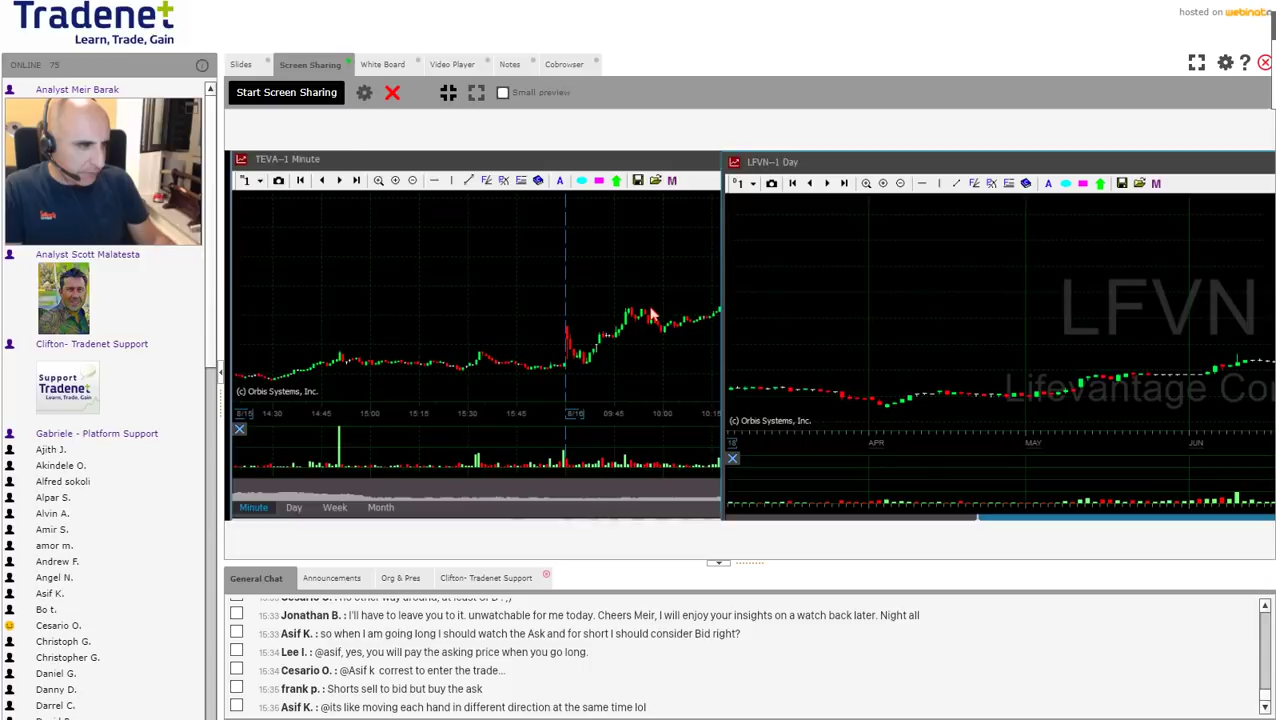 Tradenet
Learn, Trade, Gain
hosted on webinato
ONLINE 75
Analyst Meir Barak
Analyst Scott Malatesta
Clifton- Tradenet Support
Support
Tradenet
Gabriele - Platform Support
Ajith J.
Akindele O.
Alfred sokoli
Alpar S.
Alvin A.
Amir S.
amor m.
Andrew F.
Angel N.
Asif K.
Bo t.
Cesario O.
Christoph G.
Christopher G.
Daniel G.
Danny D.
Darrel C.
Slides
Screen Sharing
White Board
Video Player
Notes
Cobrowser
Start Screen Sharing
Small preview
TEVA--1 Minute
1
A
M
(c) Orbis Systems, Inc.
14:30 14:45 15:00 15:15 15:30 15:45 8/16 09:45 10:00 10:15
Minute Day Week Month
LFVN--1 Day
1
A
M
LFVN
Lifevantage Co
(c) Orbis Systems, Inc.
18 APR MAY JUN
General Chat
Announcements
Org & Pres
Clifton- Tradenet Support
15:33 Jonathan B. : I'll have to leave you to it. unwatchable for me today. Cheers Meir, I will enjoy your insights on a watch back later. Night all
15:33 Asif K. : so when I am going long I should watch the Ask and for short I should consider Bid right?
15:34 Lee I. : @asif, yes, you will pay the asking price when you go long.
15:34 Cesario O. : @Asif k correst to enter the trade...
15:35 frank p. : Shorts sell to bid but buy the ask
15:35 Asif K. : @its like moving each hand in different direction at the same time lol